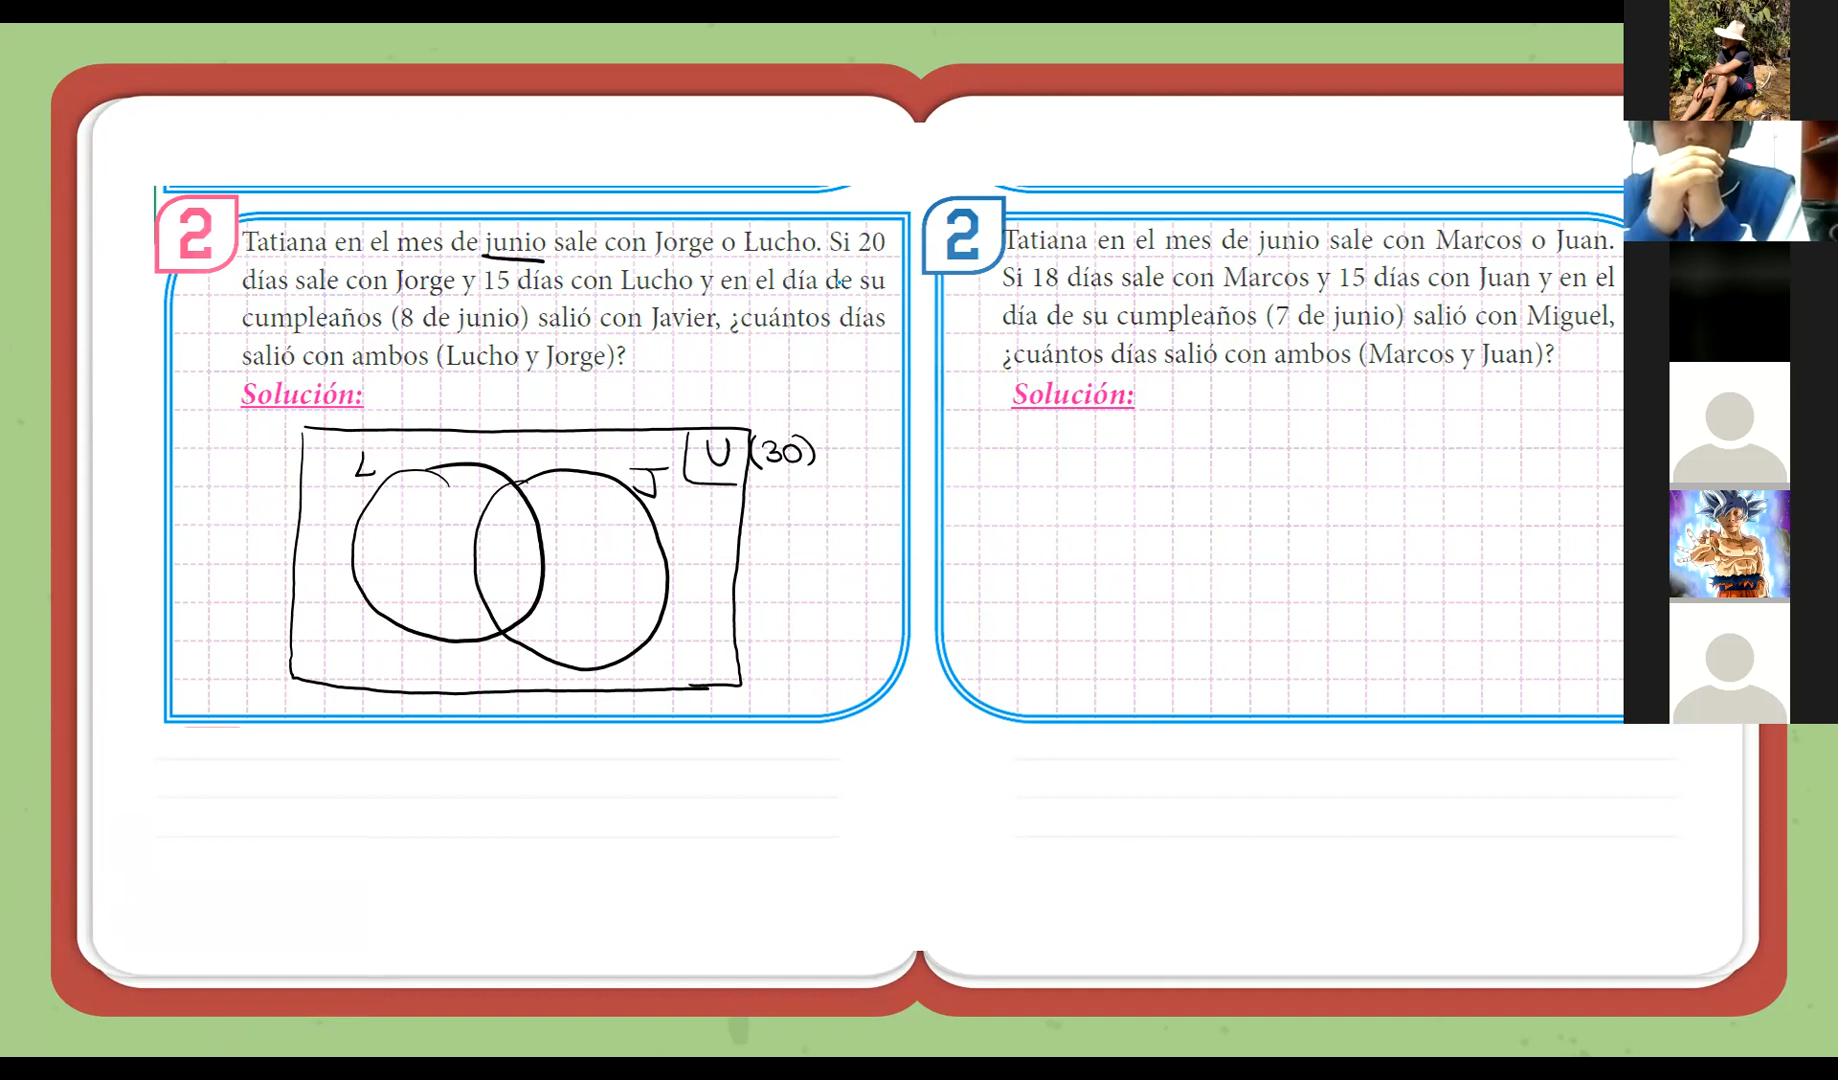 2
Tatiana en el mes de junio sale con Jorge o Lucho. Si 20
días sale con Jorge y 15 días con Lucho y en el día de su
cumpleaños (8 de junio) salió con Javier, ¿cuántos días
salió con ambos (Lucho y Jorge)?
Solución:
L
J
U (30)
2
Tatiana en el mes de junio sale con Marcos o Juan.
Si 18 días sale con Marcos y 15 días con Juan y en el
día de su cumpleaños (7 de junio) salió con Miguel,
¿cuántos días salió con ambos (Marcos y Juan)?
Solución: